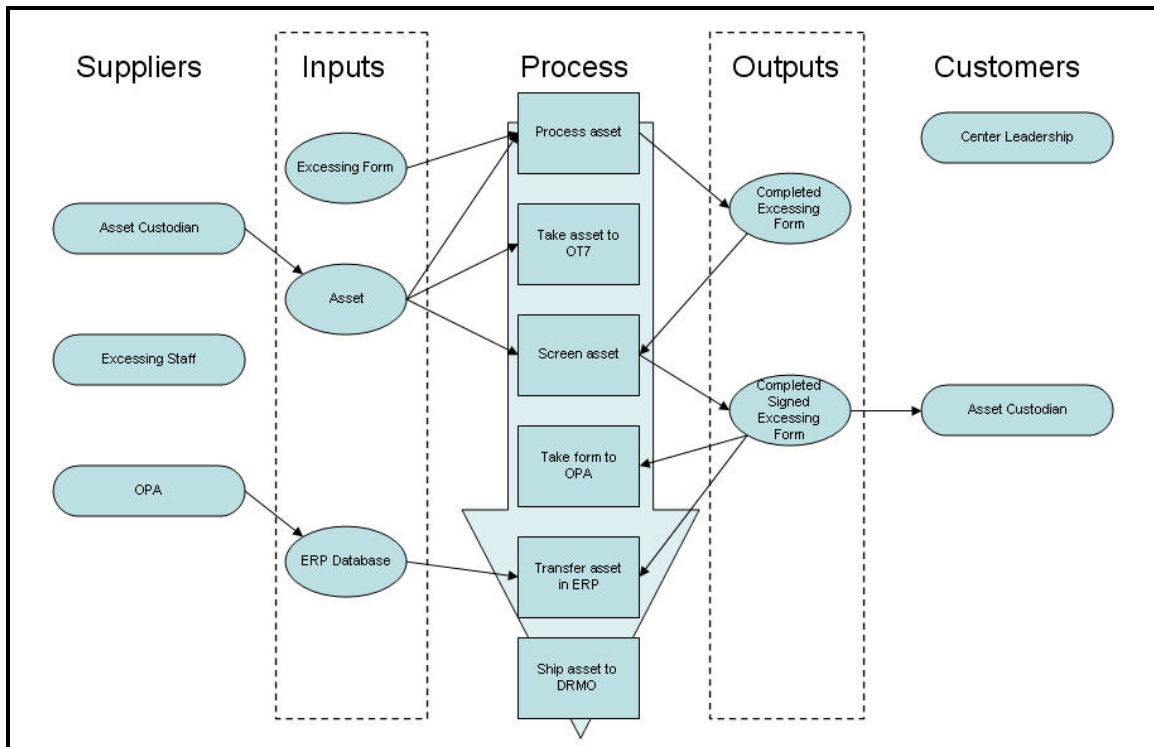 Suppliers
Inputs
Process
Outputs
Customers
Asset Custodian
Excessing Staff
OPA
Excessing Form
Asset
ERP Database
Process asset
Take asset to
OT7
Screen asset
Take form to
OPA
Transfer asset
in ERP
Ship asset to
DRMO
Completed
Excessing
Form
Completed
Signed
Excessing
Form
Center Leadership
Asset Custodian